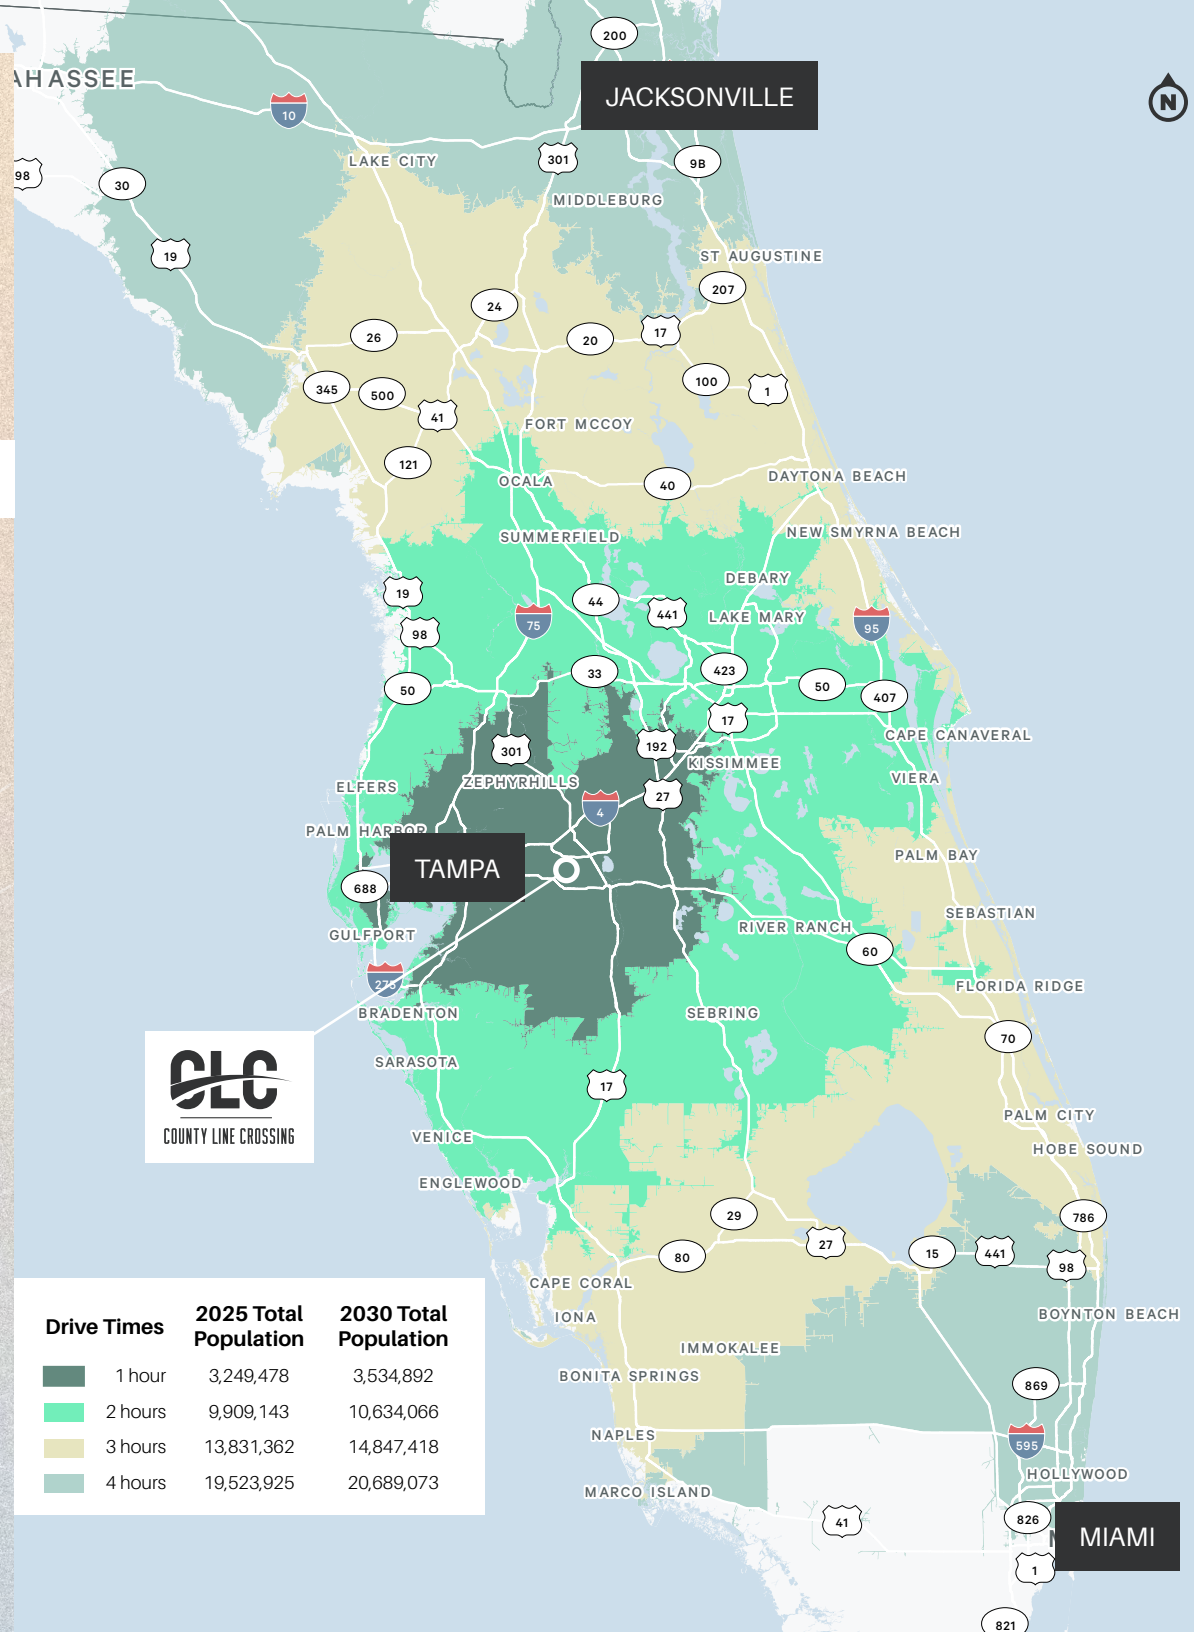 200
AHASSEE
JACKSONVILLE
N
10
LAKE CITY
301
9B
98
30
MIDDLEBURG
19
ST AUGUSTINE
207
24
26
20
17
345
500
100
1
41
FORT MCCOY
121
OCALA
40
DAYTONA BEACH
SUMMERFIELD
NEW SMYRNA BEACH
DEBARY
19
44
441
LAKE MARY
75
95
98
33
423
50
50
407
17
301
192
CAPE CANAVERAL
KISSIMMEE
ZEPHYRHILLS
VIERA
ELFERS
27
4
PALM HARBOR
TAMPA
PALM BAY
688
SEBASTIAN
RIVER RANCH
GULFPORT
60
275
FLORIDA RIDGE
BRADENTON
SEBRING
70
CLC
COUNTY LINE CROSSING
SARASOTA
17
PALM CITY
VENICE
HOBE SOUND
ENGLEWOOD
29
786
80
27
15
441
98
CAPE CORAL
IONA
BOYNTON BEACH
IMMOKALEE
BONITA SPRINGS
869
NAPLES
595
HOLLYWOOD
MARCO ISLAND
826
41
MIAMI
1
821
Drive Times 2025 Total Population 2030 Total Population
1 hour 3,249,478 3,534,892
2 hours 9,909,143 10,634,066
3 hours 13,831,362 14,847,418
4 hours 19,523,925 20,689,073